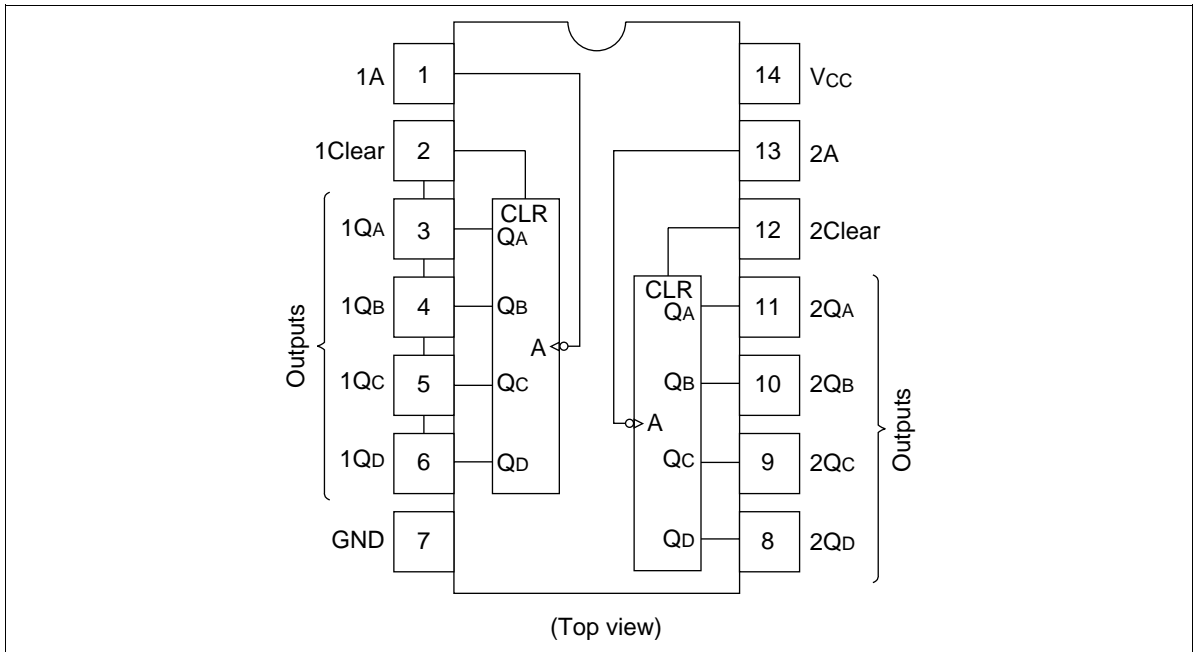 1A 1 14 VCC
1Clear 2 13 2A
CLR
1QA 3 QA 12 2Clear
CLR
1QB 4 QB QA 11 2QA
A
1QC 5 QC QB 10 2QB
A
1QD 6 QD QC 9 2QC
GND 7 QD 8 2QD
Outputs
Outputs
(Top view)